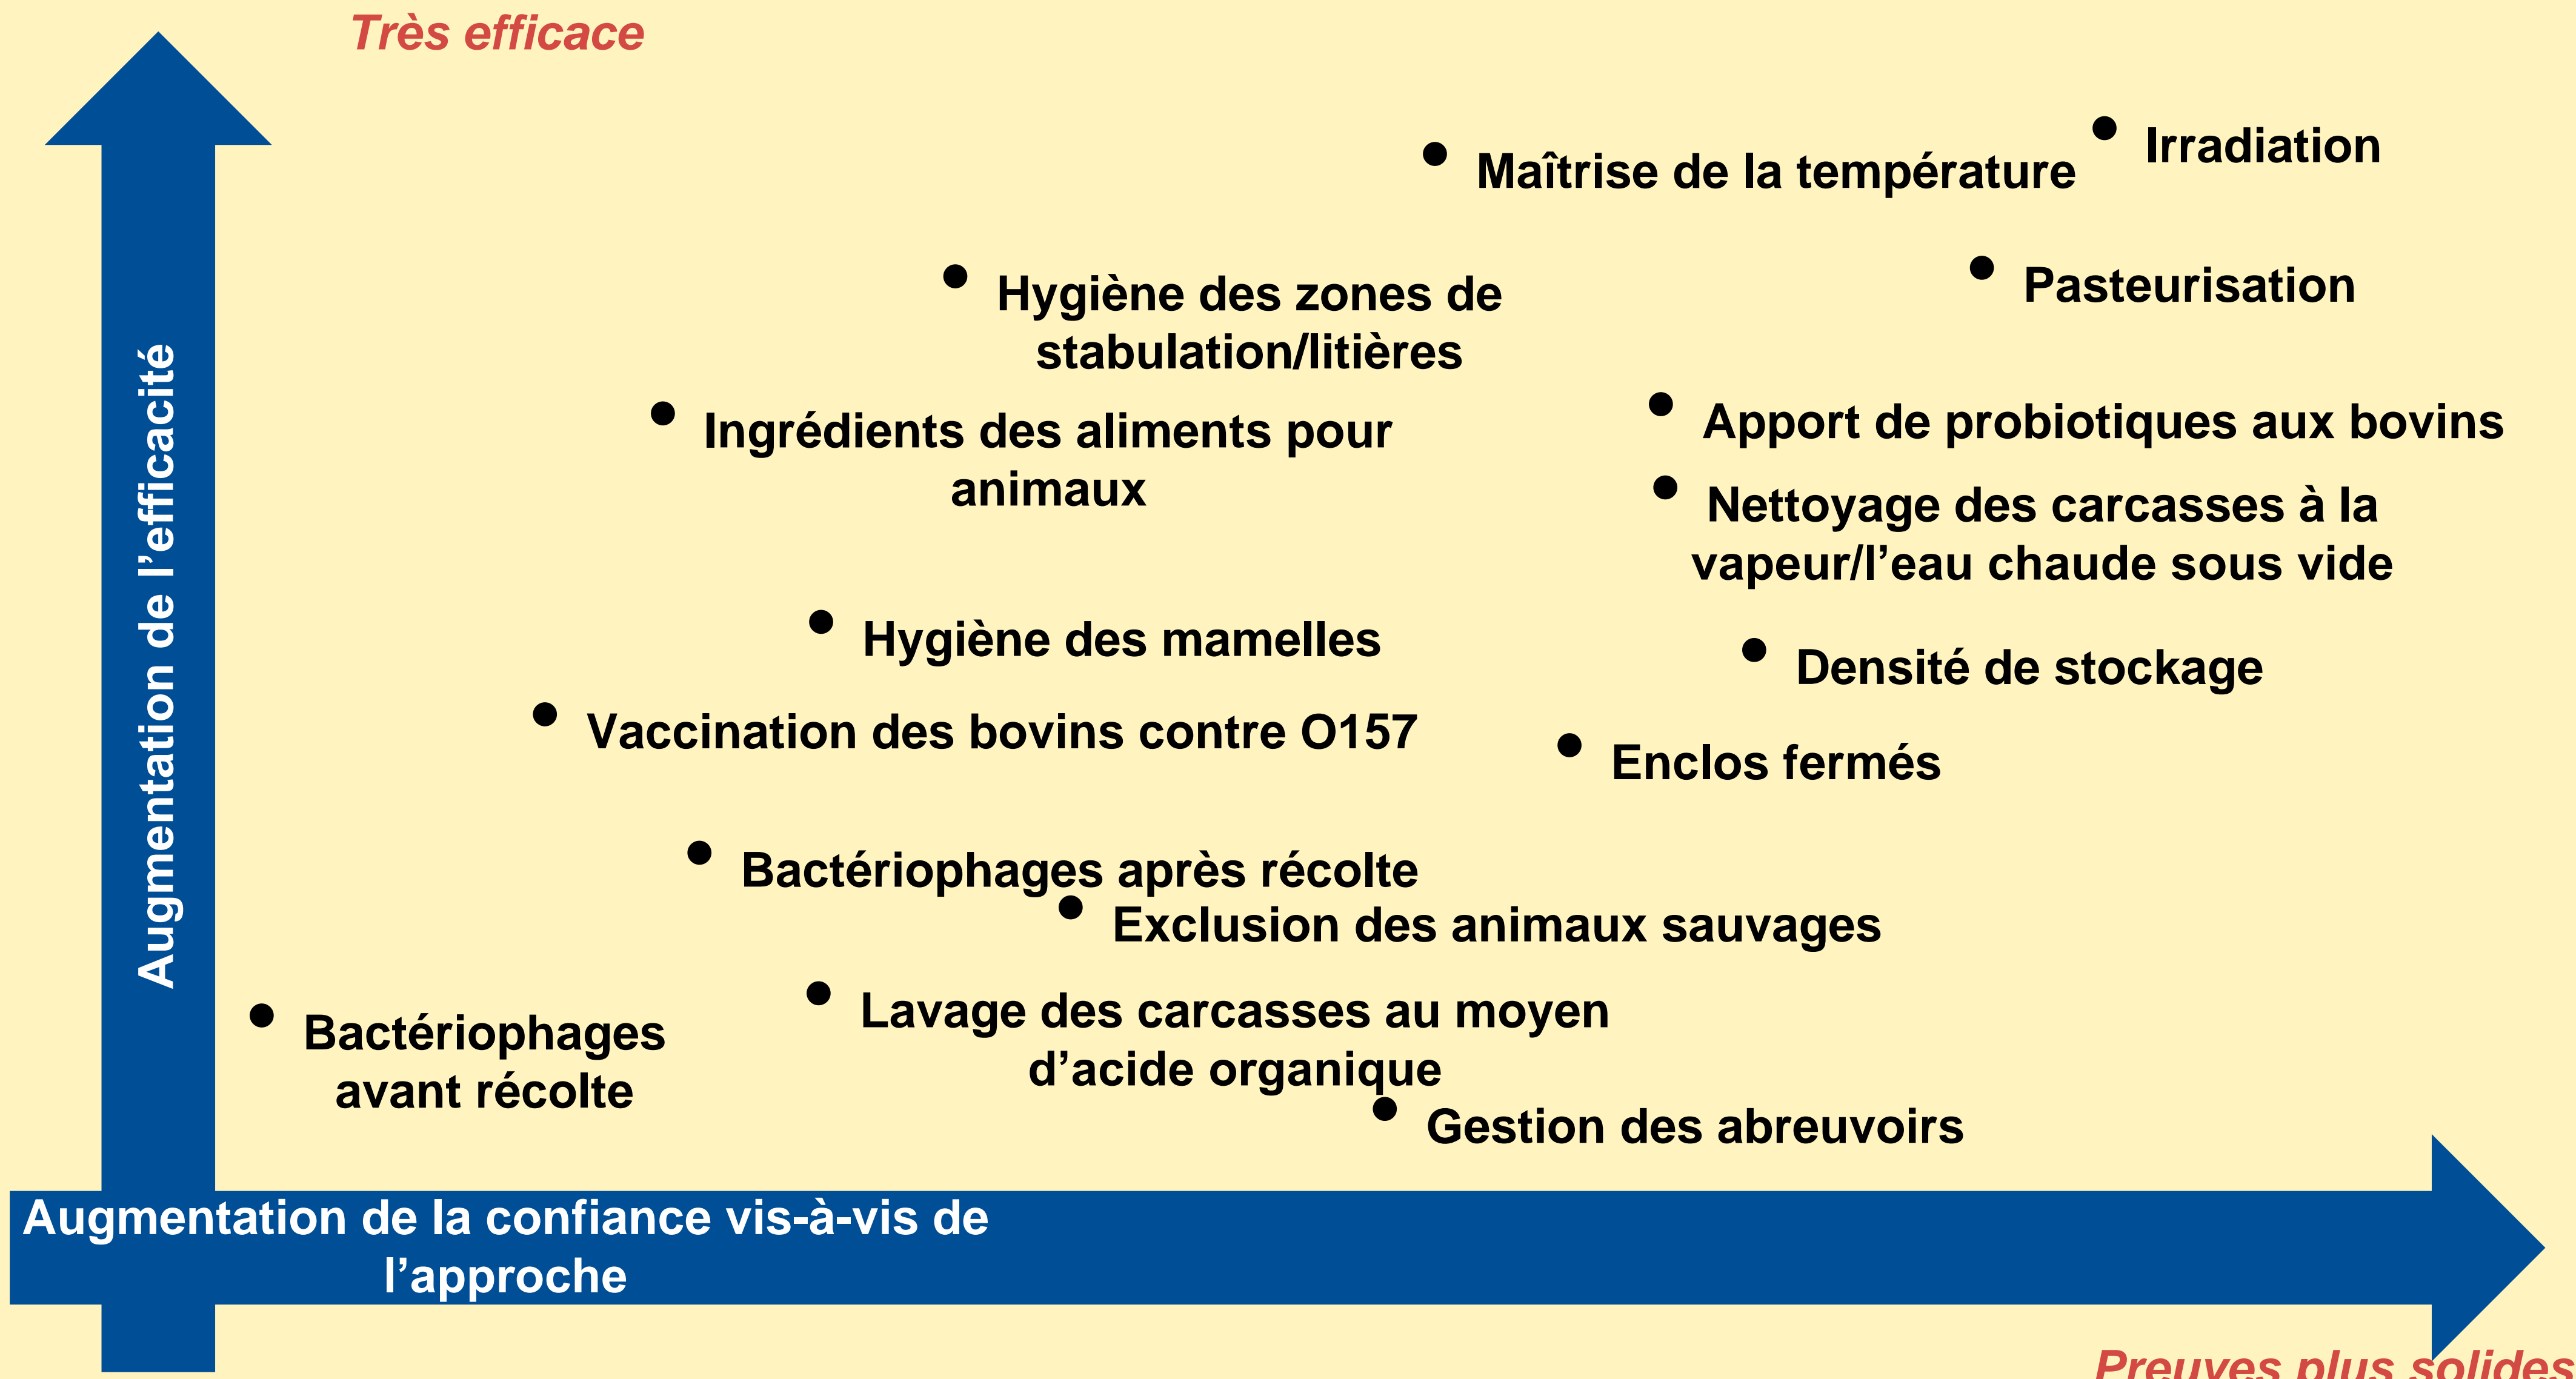 Très efficace
Irradiation
Maîtrise de la température
Pasteurisation
Hygiène des zones de
stabulation/litières
Apport de probiotiques aux bovins
Ingrédients des aliments pour
animaux
Nettoyage des carcasses à la
vapeur/l'eau chaude sous vide
Hygiène des mamelles
Densité de stockage
Vaccination des bovins contre O157
Enclos fermés
Bactériophages après récolte
Exclusion des animaux sauvages
Lavage des carcasses au moyen
d'acide organique
Bactériophages
avant récolte
Gestion des abreuvoirs
Augmentation de l'efficacité
Augmentation de la confiance vis-à-vis de
l'approche
Preuves plus solides